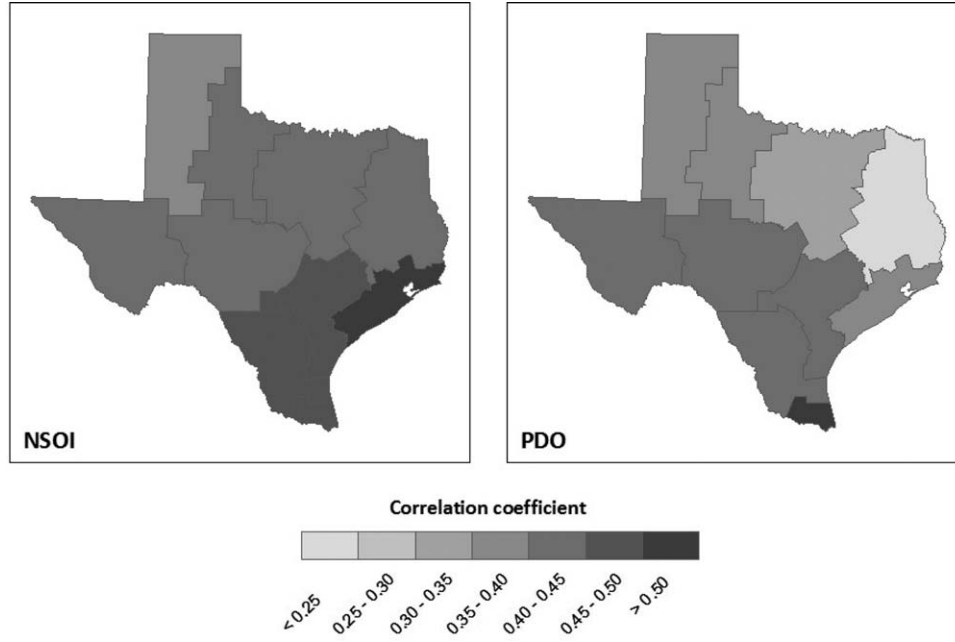 NSOI
PDO
Correlation coefficient
< 0.25
0.25 - 0.30
0.30 - 0.35
0.35 - 0.40
0.40 - 0.45
0.45 - 0.50
> 0.50